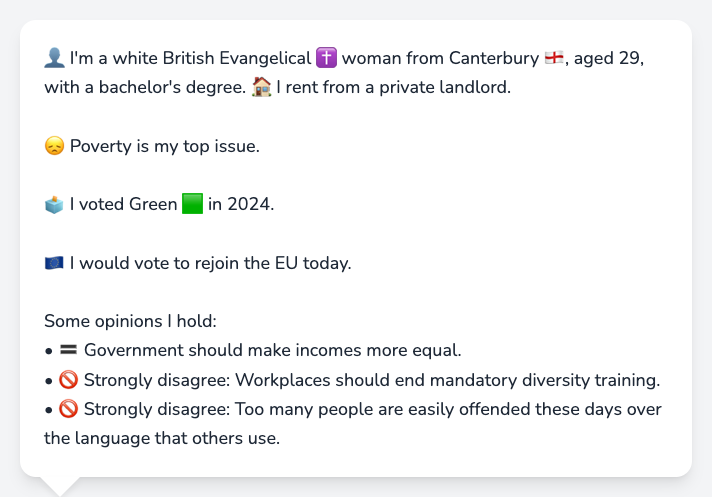 👤 I'm a white British Evangelical ✝️ woman from Canterbury 🏴󠁧󠁢󠁥󠁮󠁧󠁿, aged 29,
with a bachelor's degree. 🏠 I rent from a private landlord.
😞 Poverty is my top issue.
🗳️ I voted Green 🟩 in 2024.
🇪🇺 I would vote to rejoin the EU today.
Some opinions I hold:
• 🟰 Government should make incomes more equal.
• 🚫 Strongly disagree: Workplaces should end mandatory diversity training.
• 🚫 Strongly disagree: Too many people are easily offended these days over
the language that others use.